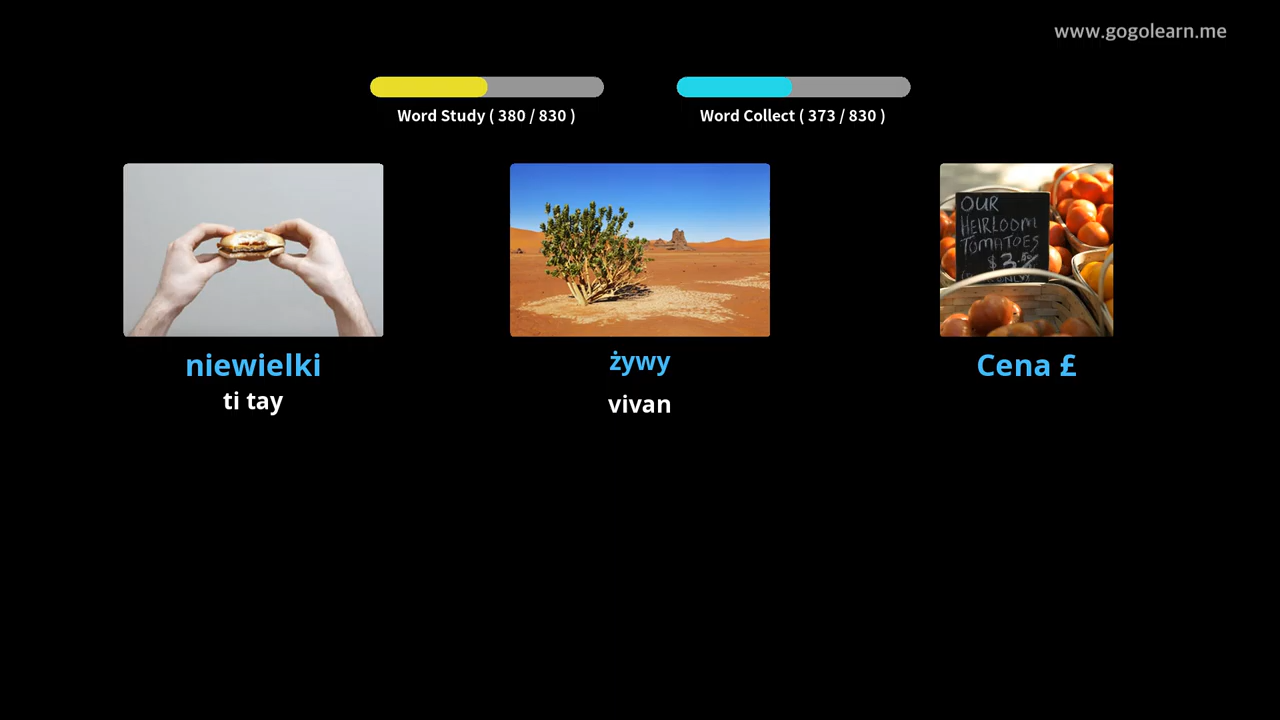 www.gogolearn.me
Word Study ( 380 / 830 )
Word Collect ( 373 / 830 )
OUR
HEIRLOOM
TOMATOES
niewielki
żywy
Cena £
ti tay
vivan